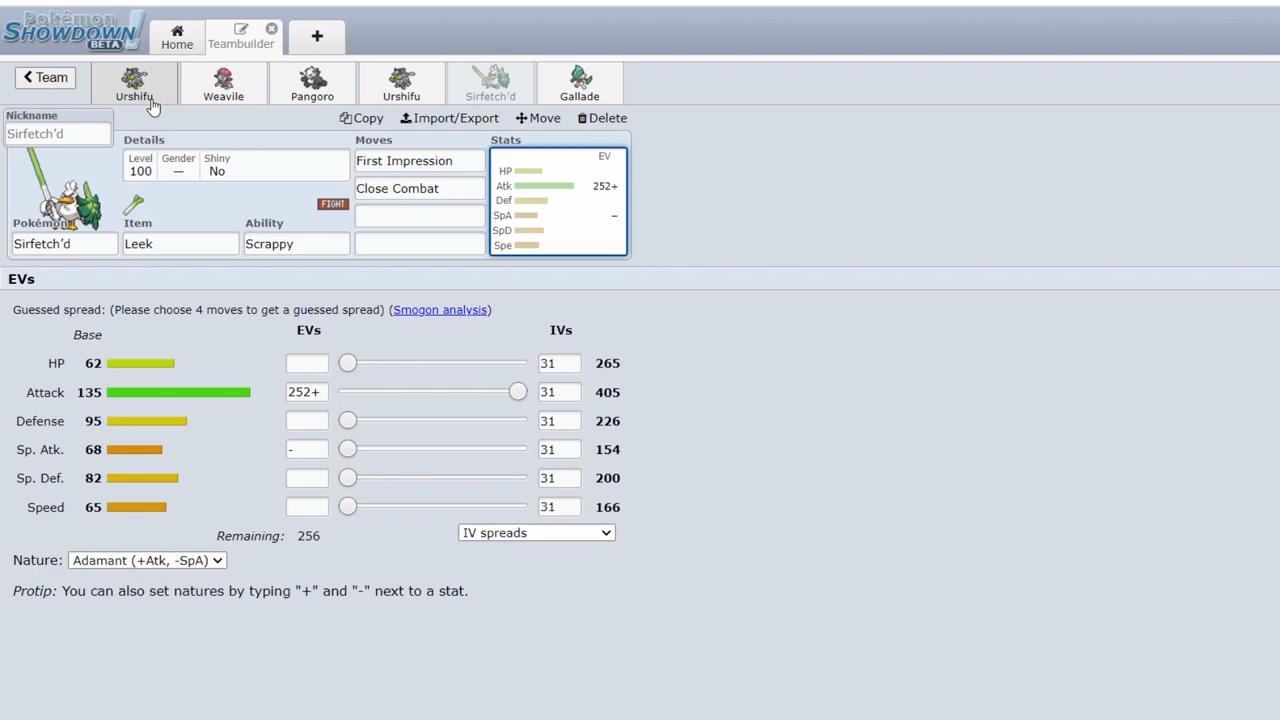 Pokémon
SHOWDOWN!
BETA
Home
Teambuilder
+
Team
Urshifu
Weavile
Pangoro
Urshifu
Sirfetch'd
Gallade
Nickname
Sirfetch'd
Copy
Import/Export
Move
Delete
Details
Moves
Stats
Level
Gender
Shiny
100
—
No
First Impression
Close Combat
EV
HP
Atk 252+
Def
SpA –
SpD
Spe
FIGHT
Pokémon
Item
Ability
Sirfetch'd
Leek
Scrappy
EVs
Guessed spread: (Please choose 4 moves to get a guessed spread) (Smogon analysis)
Base EVs IVs
HP 62 31 265
Attack 135 252+ 31 405
Defense 95 31 226
Sp. Atk. 68 - 31 154
Sp. Def. 82 31 200
Speed 65 31 166
Remaining: 256
IV spreads
Nature: Adamant (+Atk, -SpA)
Protip: You can also set natures by typing "+" and "-" next to a stat.